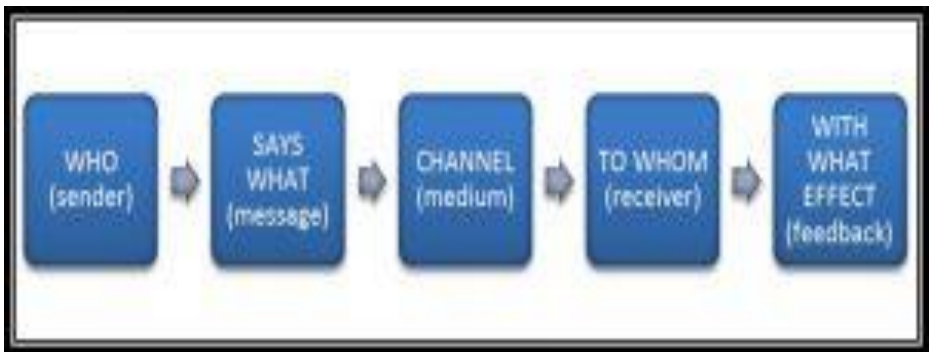 WHO
(sender)
SAYS
WHAT
(message)
CHANNEL
(medium)
TO WHOM
(receiver)
WITH
WHAT
EFFECT
(feedback)